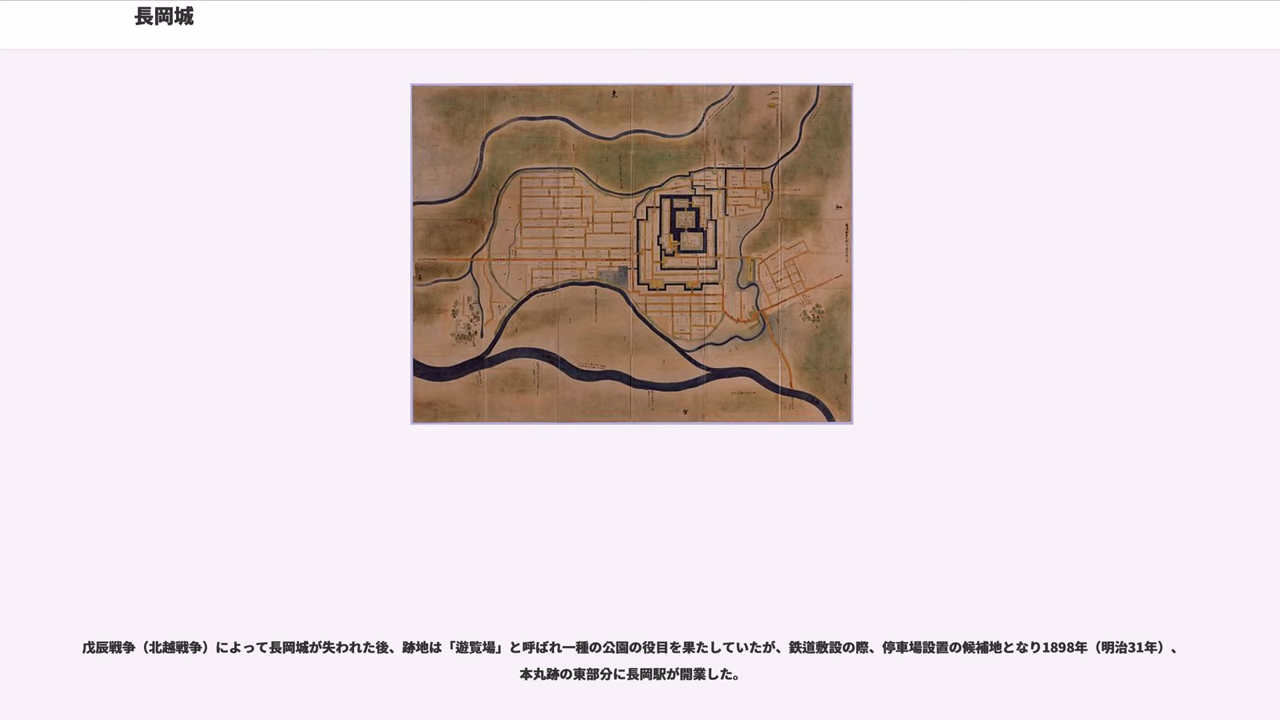 長岡城
戊辰戦争（北越戦争）によって長岡城が失われた後、跡地は「遊覧場」と呼ばれ一種の公園の役目を果たしていたが、鉄道敷設の際、停車場設置の候補地となり1898年（明治31年）、
本丸跡の東部分に長岡駅が開業した。